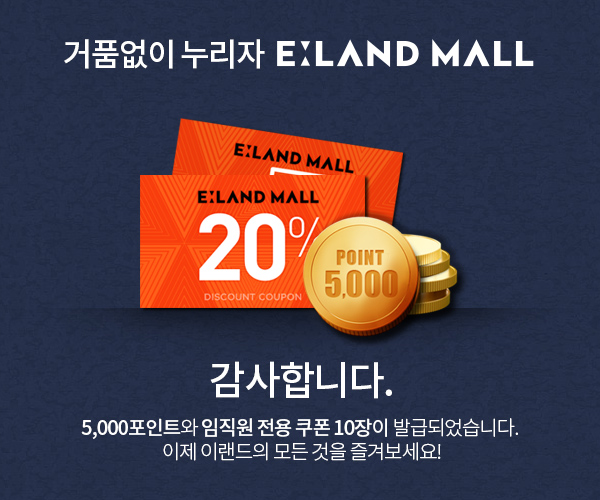 거품없이 누리자 E:LAND MALL
E:LAND MALL
E:LAND MALL
20%
DISCOUNT COUPON
POINT
5,000
감사합니다.
5,000포인트와 임직원 전용 쿠폰 10장이 발급되었습니다.
이제 이랜드의 모든 것을 즐겨보세요!